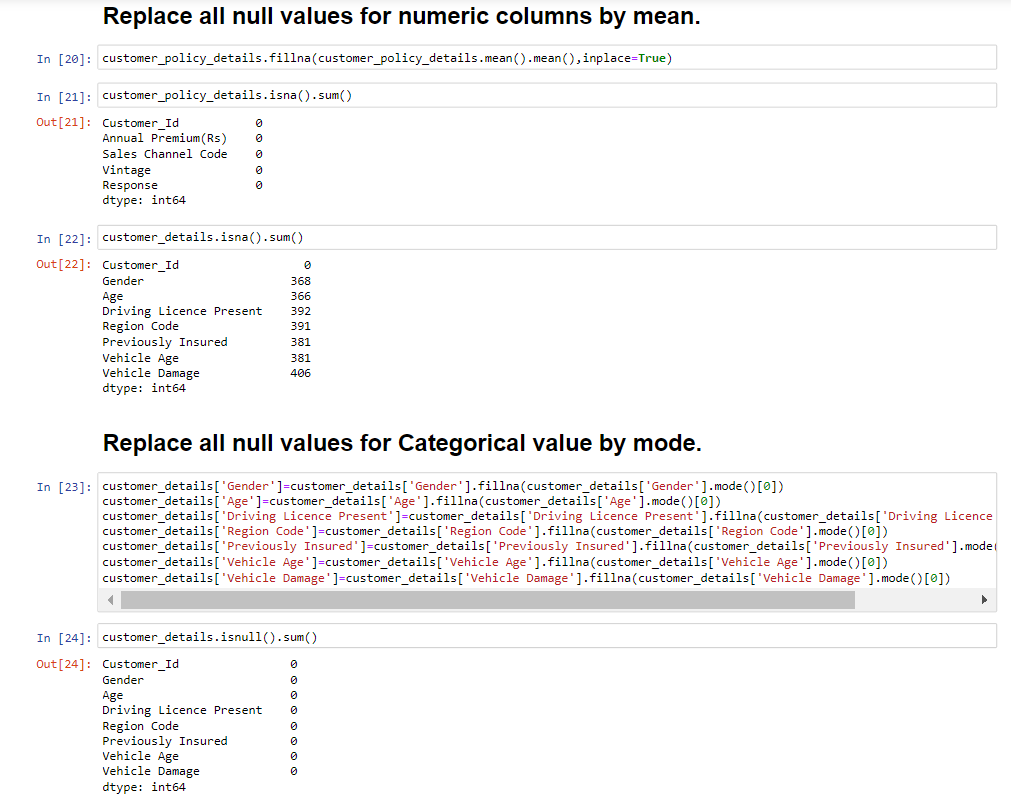 Replace all null values for numeric columns by mean.
In [20]: customer_policy_details.fillna(customer_policy_details.mean().mean(),inplace=True)
In [21]: customer_policy_details.isna().sum()
Out[21]: Customer_Id 0
Annual Premium(Rs) 0
Sales Channel Code 0
Vintage 0
Response 0
dtype: int64
In [22]: customer_details.isna().sum()
Out[22]: Customer_Id 0
Gender 368
Age 366
Driving Licence Present 392
Region Code 391
Previously Insured 381
Vehicle Age 381
Vehicle Damage 406
dtype: int64
Replace all null values for Categorical value by mode.
In [23]: customer_details['Gender']=customer_details['Gender'].fillna(customer_details['Gender'].mode()[0])
customer_details['Age']=customer_details['Age'].fillna(customer_details['Age'].mode()[0])
customer_details['Driving Licence Present']=customer_details['Driving Licence Present'].fillna(customer_details['Driving Licence
customer_details['Region Code']=customer_details['Region Code'].fillna(customer_details['Region Code'].mode()[0])
customer_details['Previously Insured']=customer_details['Previously Insured'].fillna(customer_details['Previously Insured'].mode(
customer_details['Vehicle Age']=customer_details['Vehicle Age'].fillna(customer_details['Vehicle Age'].mode()[0])
customer_details['Vehicle Damage']=customer_details['Vehicle Damage'].fillna(customer_details['Vehicle Damage'].mode()[0])
In [24]: customer_details.isnull().sum()
Out[24]: Customer_Id 0
Gender 0
Age 0
Driving Licence Present 0
Region Code 0
Previously Insured 0
Vehicle Age 0
Vehicle Damage 0
dtype: int64